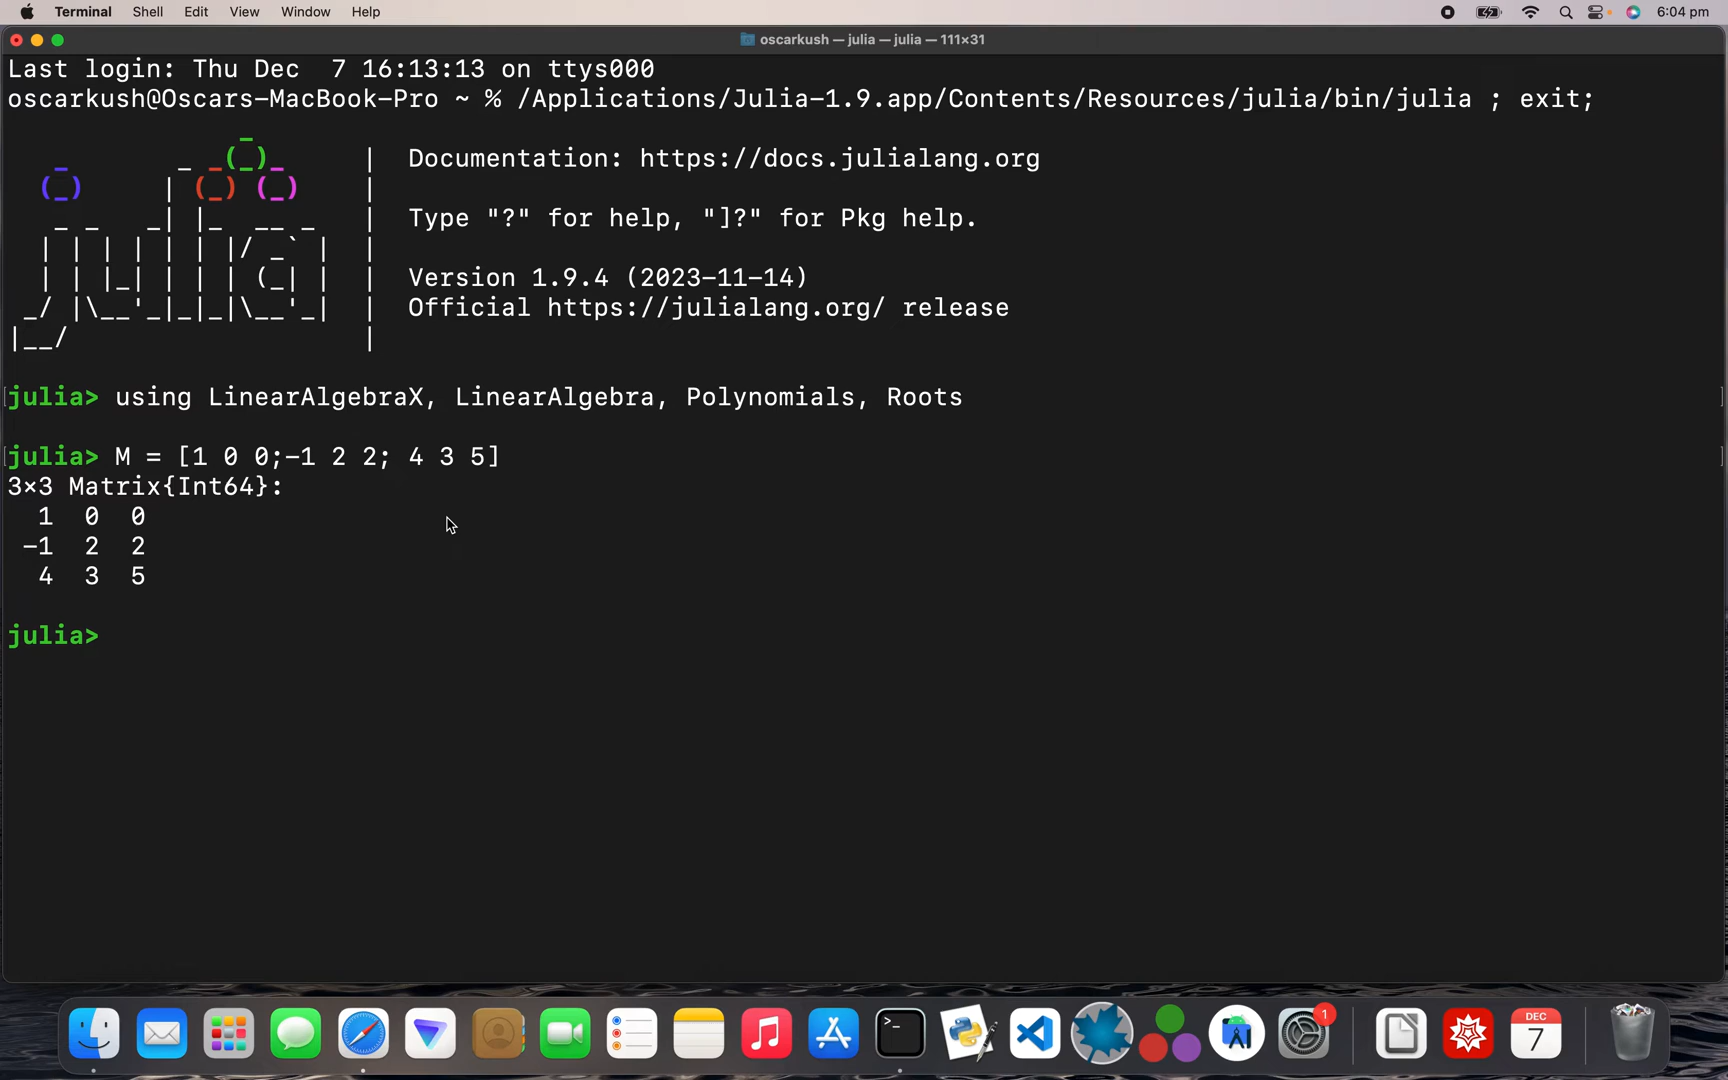 Terminal Shell Edit View Window Help 6:04 pm
oscarkush — julia — julia — 111×31
Last login: Thu Dec  7 16:13:13 on ttys000
oscarkush@Oscars-MacBook-Pro ~ % /Applications/Julia-1.9.app/Contents/Resources/julia/bin/julia ; exit;
Documentation: https://docs.julialang.org
Type "?" for help, "]?" for Pkg help.
Version 1.9.4 (2023-11-14)
Official https://julialang.org/ release
julia> using LinearAlgebraX, LinearAlgebra, Polynomials, Roots
julia> M = [1 0 0;-1 2 2; 4 3 5]
3×3 Matrix{Int64}:
1 0 0
-1 2 2
4 3 5
julia>
1
DEC
7